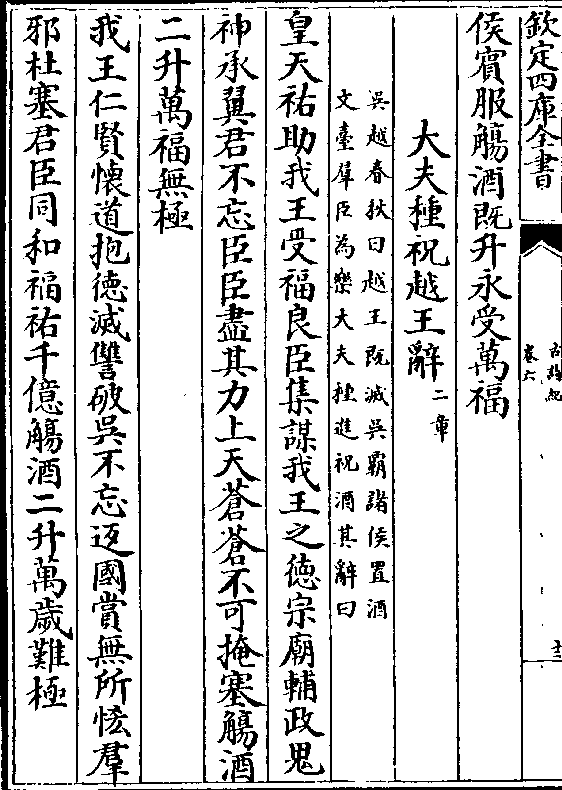 欽定四庫全書
古詩紀
卷六
侯賓服觴酒既升永受萬福
大夫種祝越王辭二章
吳越春秋曰越王既滅吳霸諸侯置酒
文臺羣臣為樂大夫種進祝酒其辭曰
皇天祐助我王受福良臣集謀我王之徳宗廟輔政鬼
神承翼君不忘臣臣盡其力上天蒼蒼不可掩塞觴酒
二升萬福無極
我王仁賢懷道抱徳滅讐破吳不忘返國賞無所恡羣
邪杜塞君臣同和福祐千億觴酒二升萬歲難極